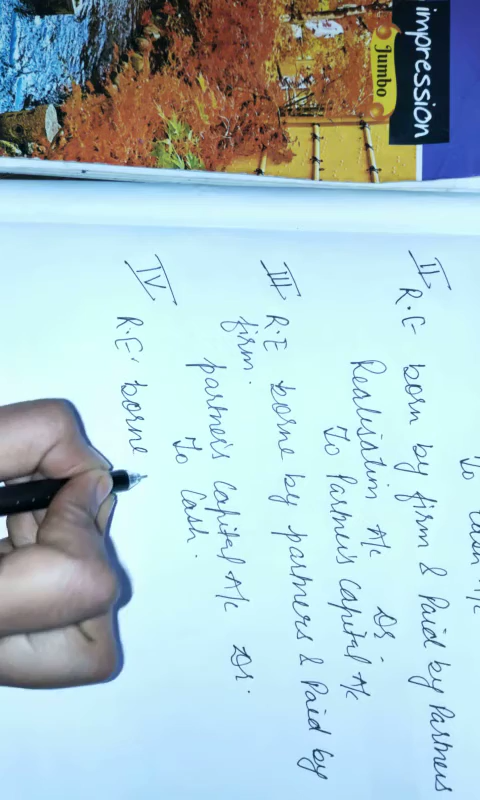 impression
Jumbo
To Cash A/c
II R.E born by firm & Paid by Partners
Realisation A/c Dr.
To Partner's capital A/c
III R.E borne by partners & Paid by
firm.
partner's capital A/c Dr.
To Cash.
IV R.E. borne